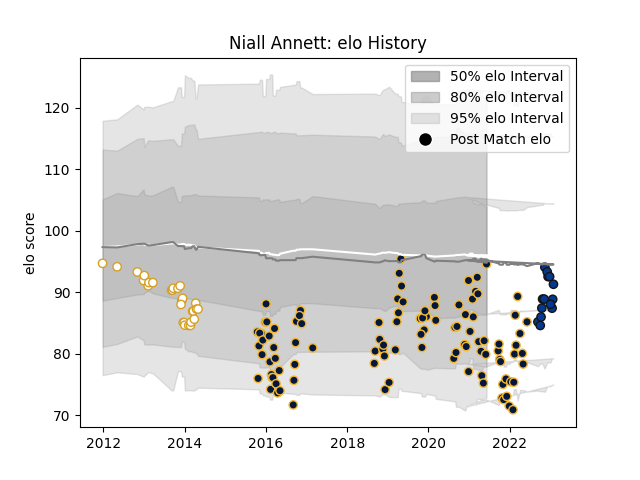 Niall Annett: elo History
50% elo Interval
80% elo Interval
95% elo Interval
Post Match elo
elo score
120
110
100
90
80
70
2012
2014
2016
2018
2020
2022